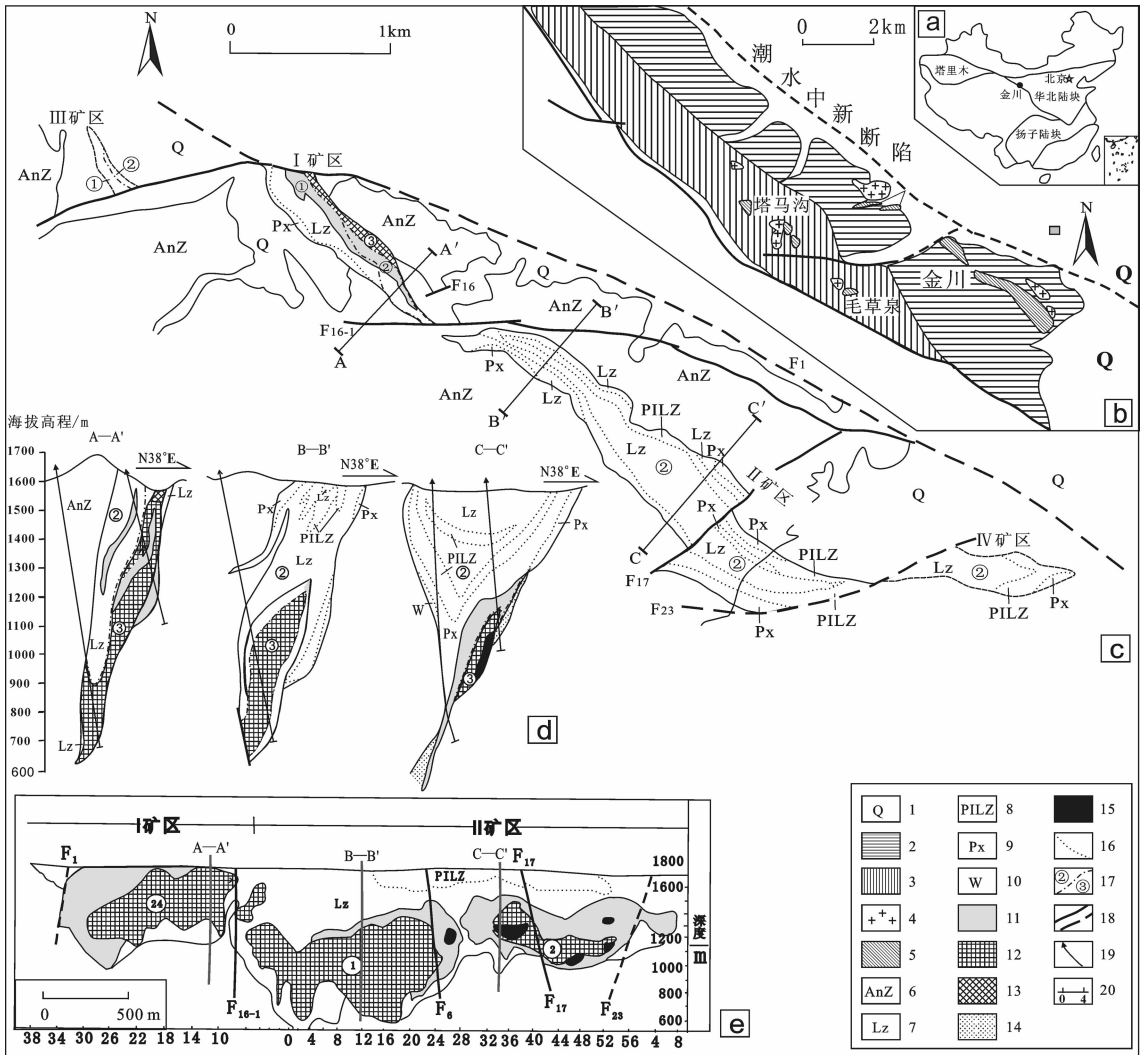 N
0
1km
III矿区
Q
②
①
AnZ
I矿区
①
AnZ
Px
Lz
③
②
AnZ
Q
A′
F16
F16-1
A
Q
AnZ
B′
F1
AnZ
Px
Lz
B′
AnZ
PILZ
C′
Lz
Px
Lz
②
II矿区
Px
Px
C
Lz
②
PILZ
F17
F23
Px
PILZ
Q
Q
IV矿区
Lz
②
PILZ
Px
c
0
2km
潮水中新断陷
塔马沟
金川
毛草泉
N
Q
Q
b
a
塔里木
北京
金川
华北陆块
扬子陆块
海拔高程/m
1700
1600
1500
1400
1300
1200
1100
1000
900
800
700
600
A—A'
N38°E
AnZ
Lz
②
③
Lz
Lz
B—B'
N38°E
Px
Lz
Px
PILZ
Lz
②
③
C—C'
N38°E
Lz
Px
PILZ
②
W
Px
③
d
I矿区
II矿区
F1
A—A'
B—B'
C—C'
F17
1800
1600
1200
1000
800
600
深度
m
PILZ
Lz
24
1
2
F16-1
F6
F17
F23
0
500 m
e
38 34 30 26 22 18 14 10 6 0 4 8 12 16 20 24 28 32 36 40 44 48 52 56 4 8
Q 1
2
3
4
5
AnZ 6
Lz 7
PILZ 8
Px 9
W 10
11
12
13
14
15
16
② ③ 17
18
19
0 4 20